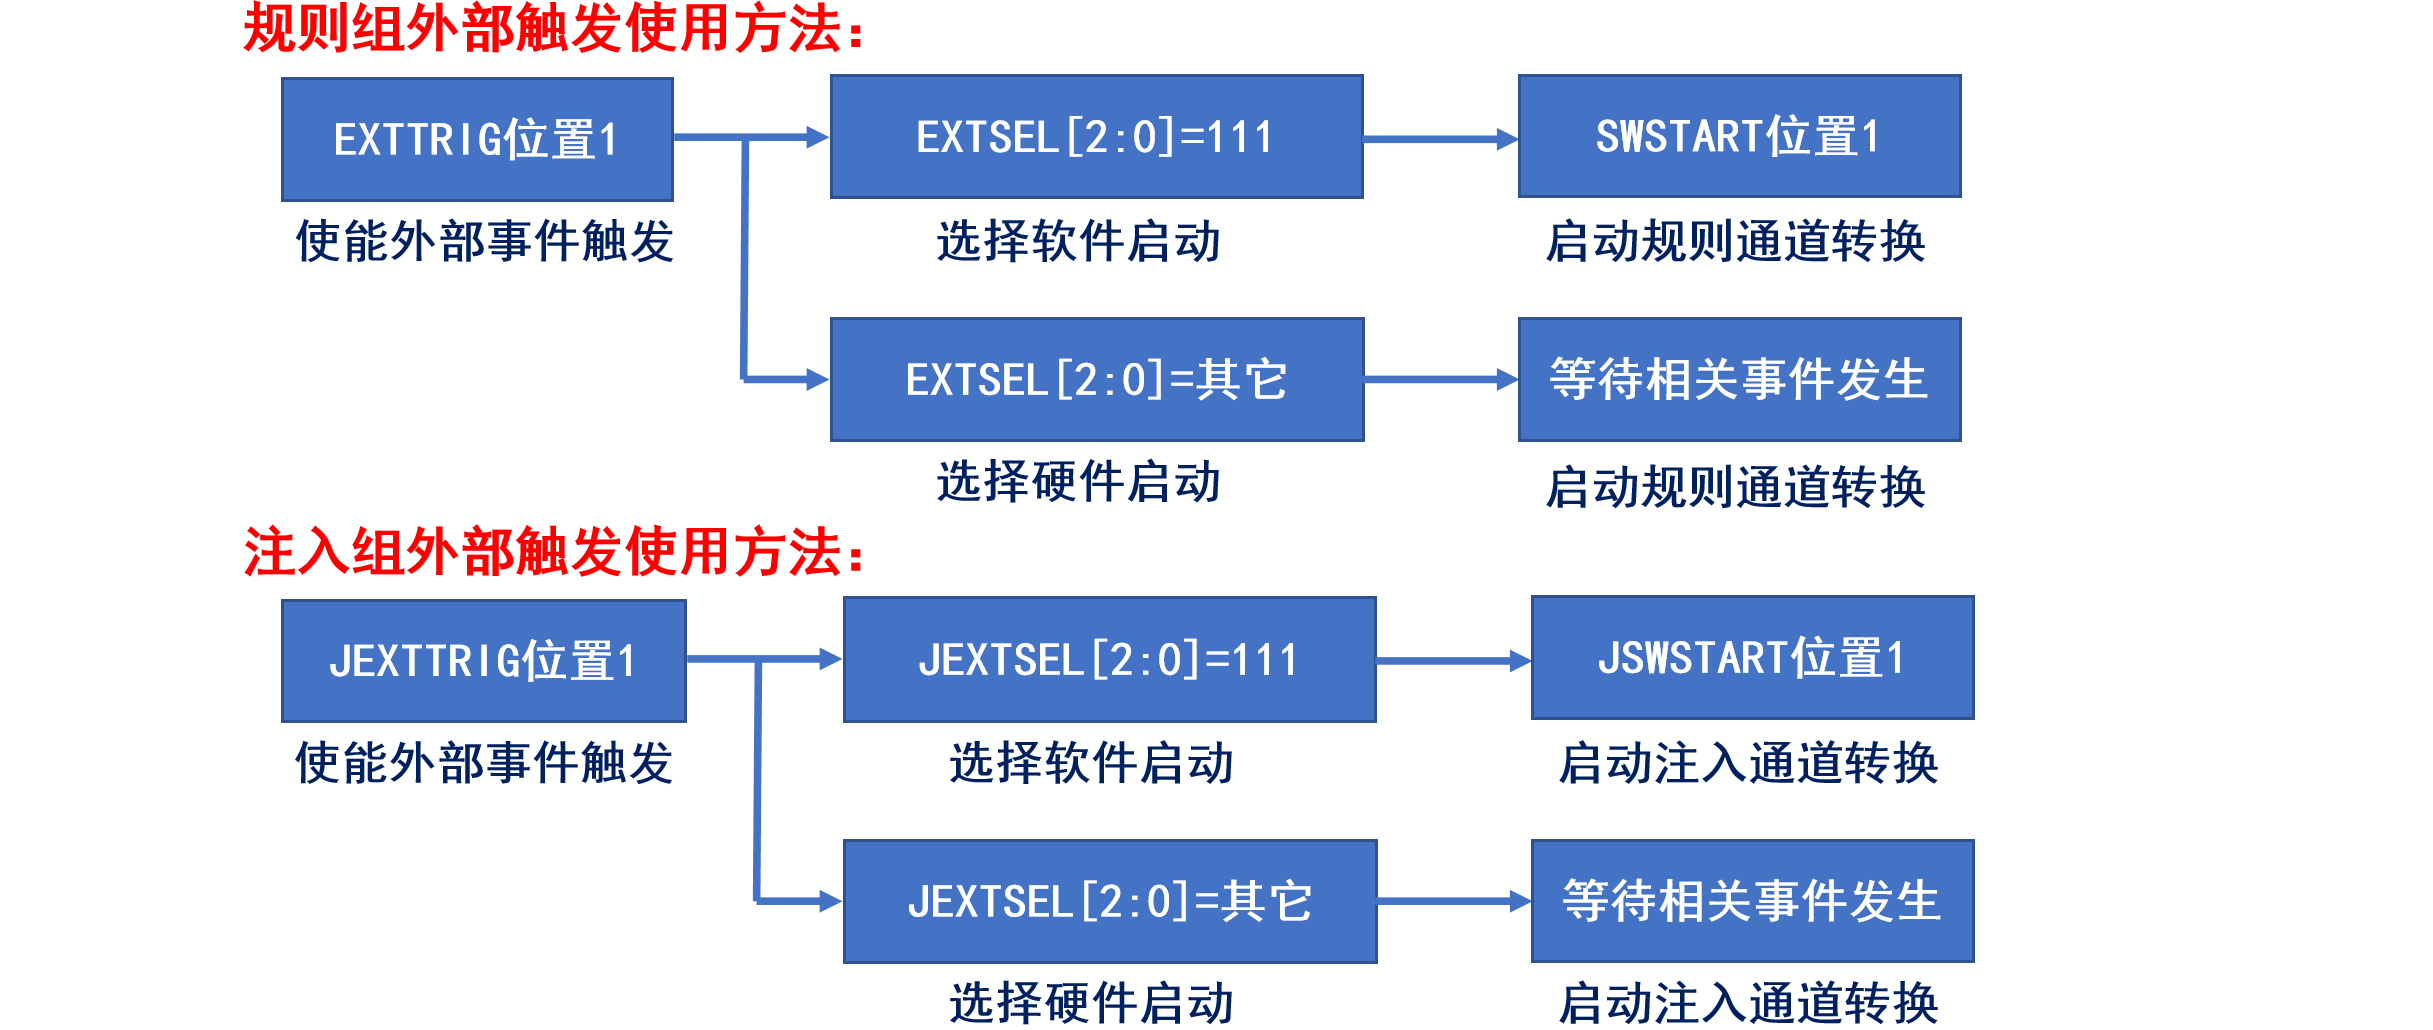 规则组外部触发使用方法：
EXTTRIG位置1
EXTSEL[2:0]=111
SWSTART位置1
使能外部事件触发
选择软件启动
启动规则通道转换
EXTSEL[2:0]=其它
等待相关事件发生
选择硬件启动
启动规则通道转换
注入组外部触发使用方法：
JEXTTRIG位置1
JEXTSEL[2:0]=111
JSWSTART位置1
使能外部事件触发
选择软件启动
启动注入通道转换
JEXTSEL[2:0]=其它
等待相关事件发生
选择硬件启动
启动注入通道转换